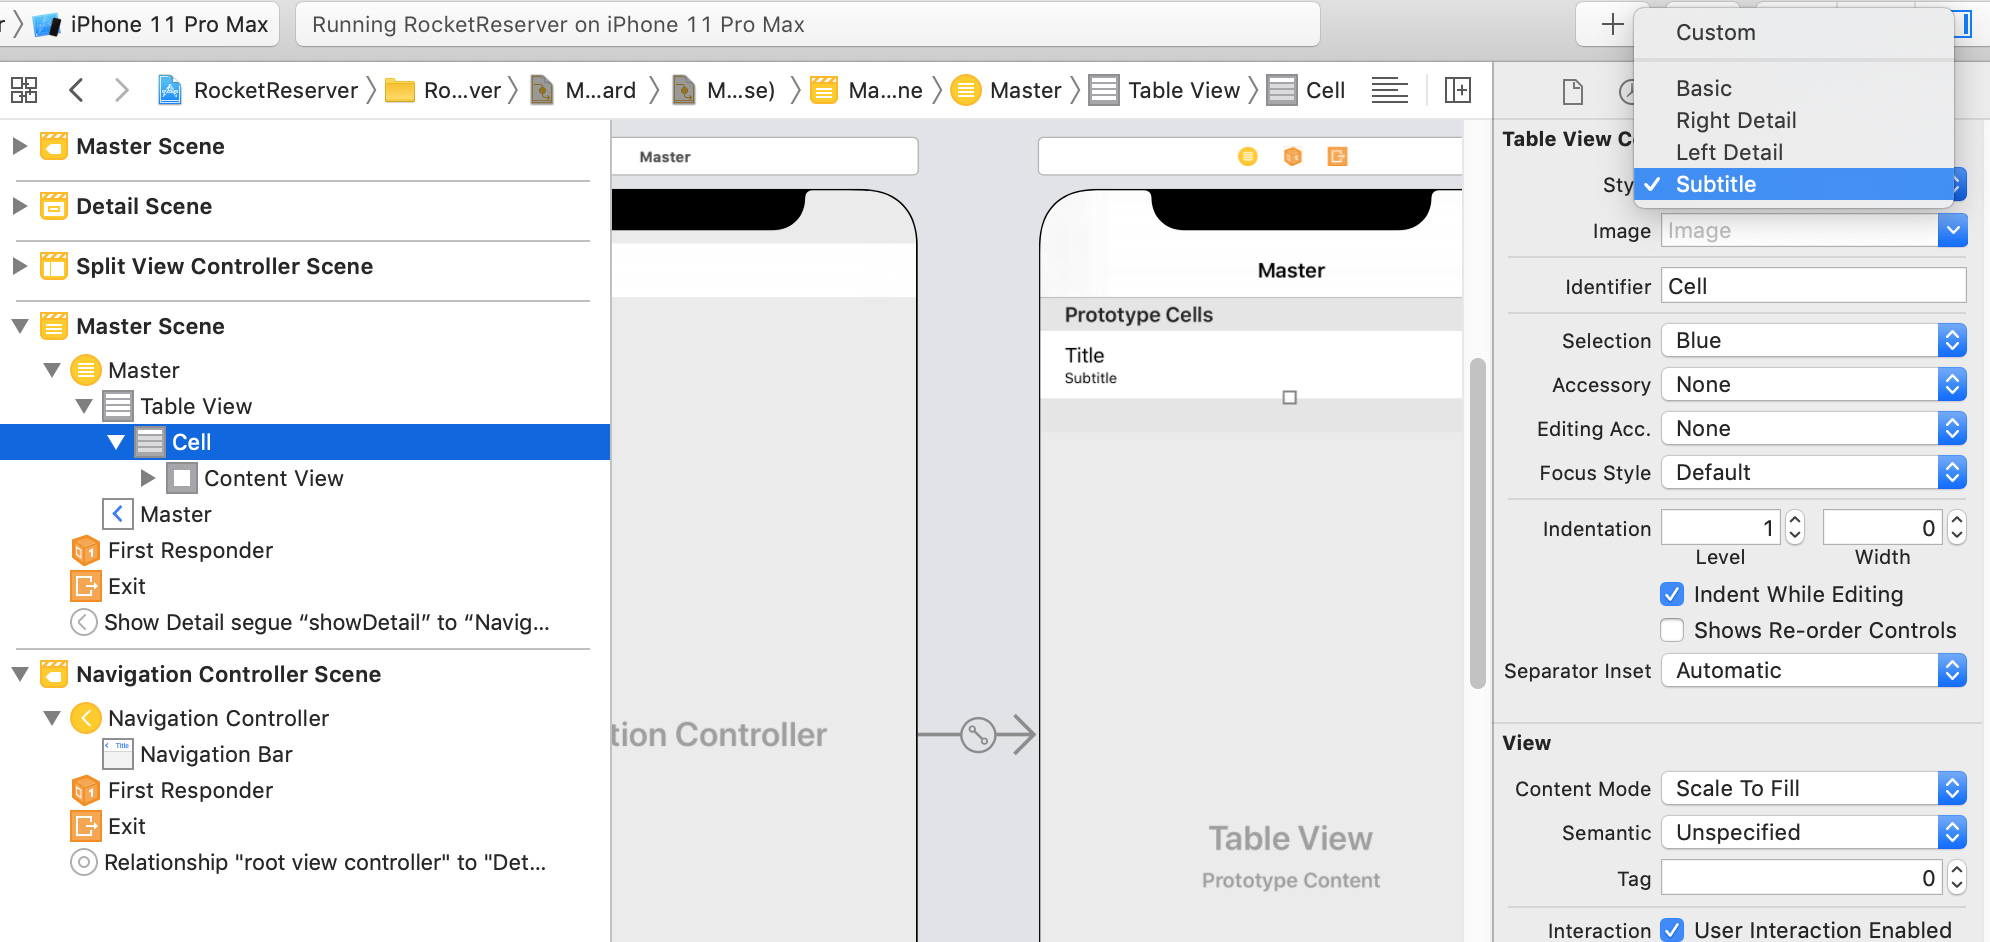 r iPhone 11 Pro Max
Running RocketReserver on iPhone 11 Pro Max
RocketReserver
Ro...ver
M...ard
M...se)
Ma...ne
Master
Table View
Cell
Master Scene
Detail Scene
Split View Controller Scene
Master Scene
Master
Table View
Cell
Content View
Master
First Responder
Exit
Show Detail segue “showDetail” to “Navig...
Navigation Controller Scene
Navigation Controller
Title
Navigation Bar
First Responder
Exit
Relationship "root view controller" to "Det...
Master
tion Controller
Master
Prototype Cells
Title
Subtitle
Table View
Prototype Content
Custom
Basic
Right Detail
Left Detail
Subtitle
Table View C
Sty
Image Image
Identifier Cell
Selection Blue
Accessory None
Editing Acc. None
Focus Style Default
Indentation 1 0
Level Width
Indent While Editing
Shows Re-order Controls
Separator Inset Automatic
View
Content Mode Scale To Fill
Semantic Unspecified
Tag 0
Interaction User Interaction Enabled